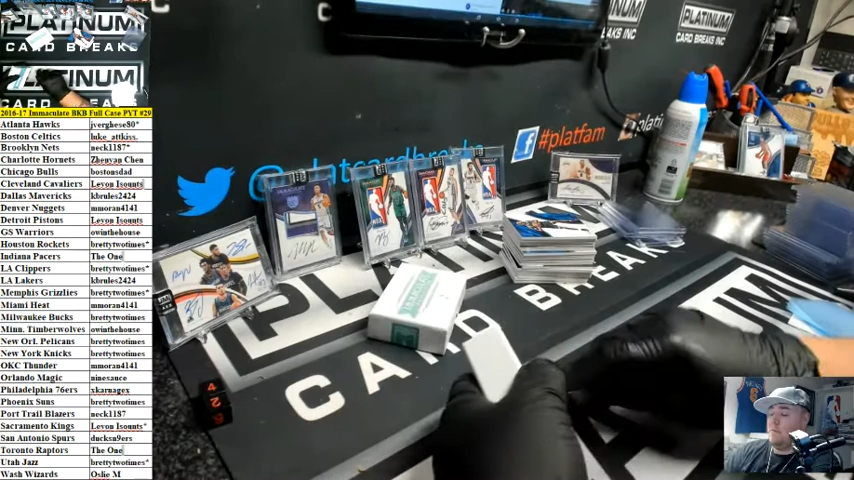 PLATINUM
CARD BREAKS
PLATINUM
CARD BREAKS
2016-17 Immaculate BKB Full Case PYT #29
Atlanta Hawks jverghese80*
Boston Celtics luke_attkiss.
Brooklyn Nets neck1187*
Charlotte Hornets Zhenyan Chen
Chicago Bulls bostonsdad
Cleveland Cavaliers Levon Isounts
Dallas Mavericks kbrules2424
Denver Nuggets mmoran4141
Detroit Pistons Levon Isounts
GS Warriors owinthehouse
Houston Rockets brettytwotimes*
Indiana Pacers The One
LA Clippers brettytwotimes*
LA Lakers kbrules2424
Memphis Grizzlies brettytwotimes*
Miami Heat mmoran4141
Milwaukee Bucks brettytwotimes*
Minn. Timberwolves owinthehouse
New Orl. Pelicans brettytwotimes
New York Knicks brettytwotimes
OKC Thunder mmoran4141
Orlando Magic ninesauce
Philadelphia 76ers xkarnagex
Phoenix Suns brettytwotimes
Port Trail Blazers neck1187
Sacramento Kings Levon Isounts*
San Antonio Spurs ducksn9ers
Toronto Raptors The One
Utah Jazz brettytwotimes*
Wash Wizards Oslie M
PLATINUM
CARD BREAKS INC
f #platfam
CARD BREA